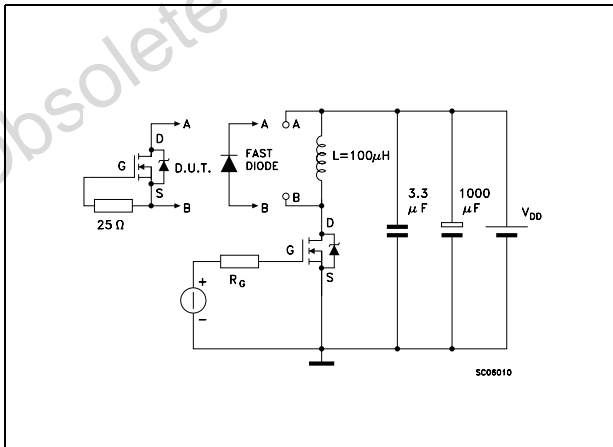 obsolete
A
D
G
D.U.T.
S
B
25 Ω
A
FAST
DIODE
B
A
L=100μH
B
D
G
S
RG
+
-
3.3
μF
1000
μF
VDD
SC06010